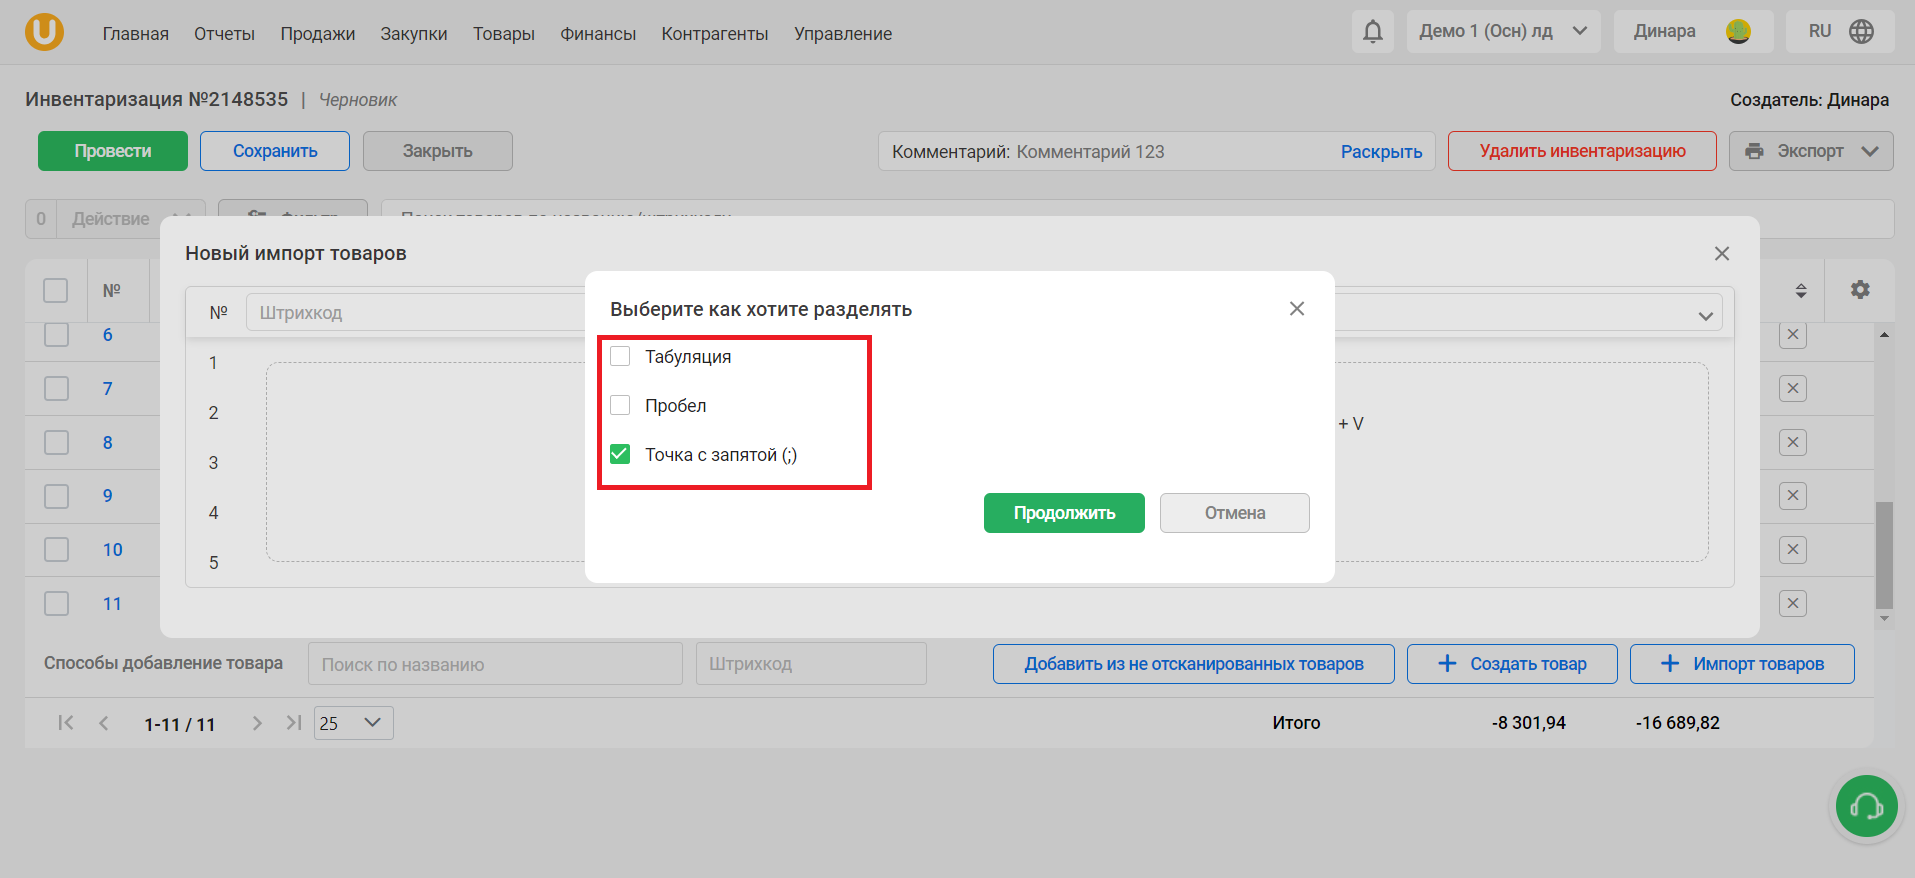 Главная Отчеты Продажи Закупки Товары Финансы Контрагенты Управление Демо 1 (Осн) лд Динара RU
Инвентаризация №2148535 | Черновик Создатель: Динара
Провести Сохранить Закрыть Комментарий: Комментарий 123 Раскрыть Удалить инвентаризацию Экспорт
0 Действие
Новый импорт товаров
№
№ Штрихкод
Выберите как хотите разделять
Табуляция
Пробел
Точка с запятой (;)
Продолжить Отмена
+ V
1
2
3
4
5
6
7
8
9
10
11
Способы добавление товара Поиск по названию Штрихкод Добавить из не отсканированных товаров + Создать товар + Импорт товаров
1-11 / 11 25 Итого -8 301,94 -16 689,82